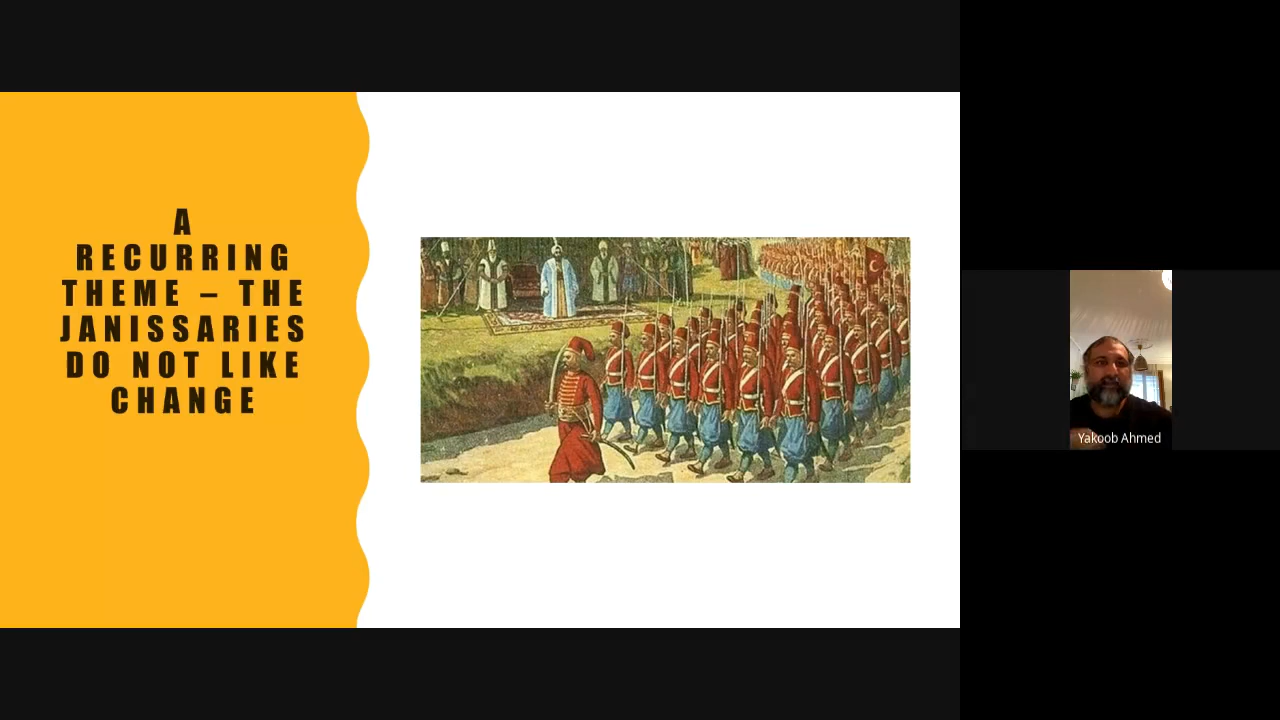 A
RECURRING
THEME – THE
JANISSARIES
DO NOT LIKE
CHANGE
Yakoob Ahmed